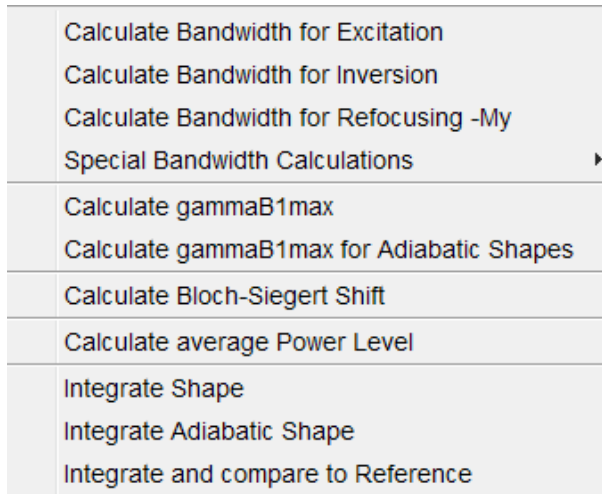 Calculate Bandwidth for Excitation
Calculate Bandwidth for Inversion
Calculate Bandwidth for Refocusing -My
Special Bandwidth Calculations
Calculate gammaB1max
Calculate gammaB1max for Adiabatic Shapes
Calculate Bloch-Siegert Shift
Calculate average Power Level
Integrate Shape
Integrate Adiabatic Shape
Integrate and compare to Reference